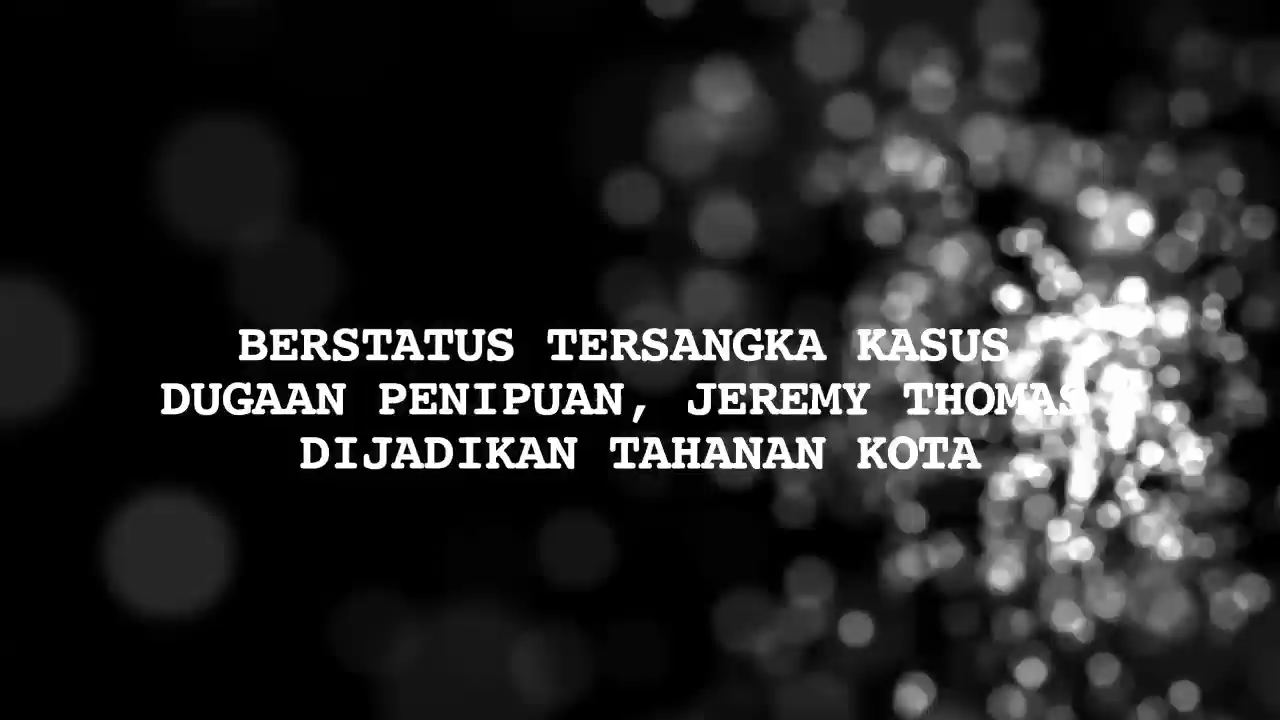 BERSTATUS TERSANGKA KASUS
DUGAAN PENIPUAN, JEREMY THOMAS
DIJADIKAN TAHANAN KOTA